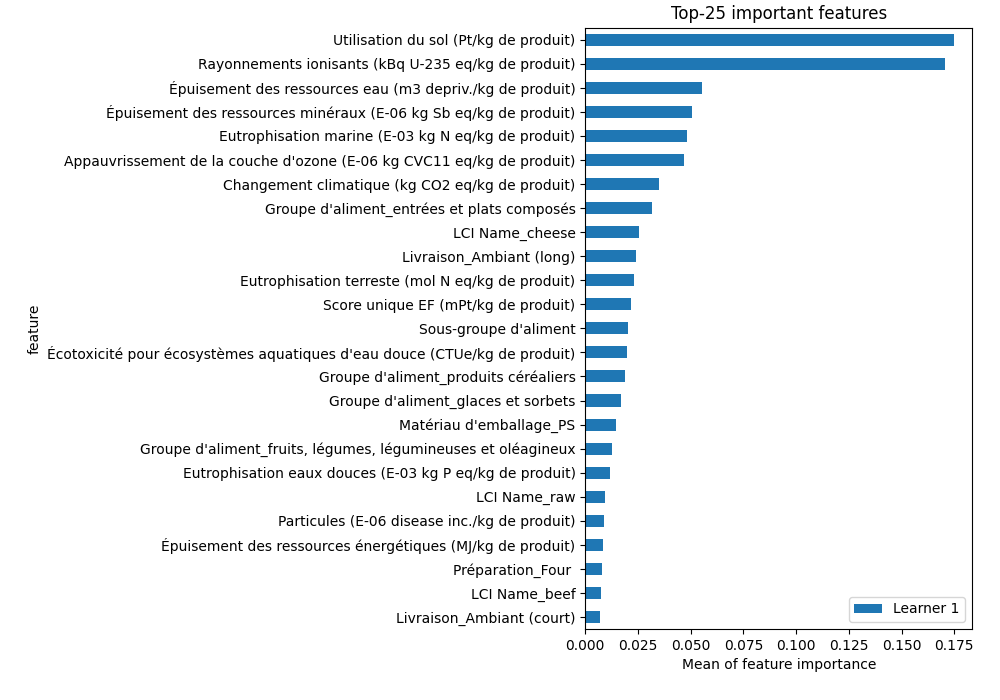 Top-25 important features
Utilisation du sol (Pt/kg de produit)
Rayonnements ionisants (kBq U-235 eq/kg de produit)
Épuisement des ressources eau (m3 depriv./kg de produit)
Épuisement des ressources minéraux (E-06 kg Sb eq/kg de produit)
Eutrophisation marine (E-03 kg N eq/kg de produit)
Appauvrissement de la couche d'ozone (E-06 kg CVC11 eq/kg de produit)
Changement climatique (kg CO2 eq/kg de produit)
Groupe d'aliment_entrées et plats composés
LCI Name_cheese
Livraison_Ambiant (long)
Eutrophisation terreste (mol N eq/kg de produit)
Score unique EF (mPt/kg de produit)
Sous-groupe d'aliment
Écotoxicité pour écosystèmes aquatiques d'eau douce (CTUe/kg de produit)
Groupe d'aliment_produits céréaliers
Groupe d'aliment_glaces et sorbets
Matériau d'emballage_PS
Groupe d'aliment_fruits, légumes, légumineuses et oléagineux
Eutrophisation eaux douces (E-03 kg P eq/kg de produit)
LCI Name_raw
Particules (E-06 disease inc./kg de produit)
Épuisement des ressources énergétiques (MJ/kg de produit)
Préparation_Four
LCI Name_beef
Livraison_Ambiant (court)
feature
Learner 1
0.000 0.025 0.050 0.075 0.100 0.125 0.150 0.175
Mean of feature importance